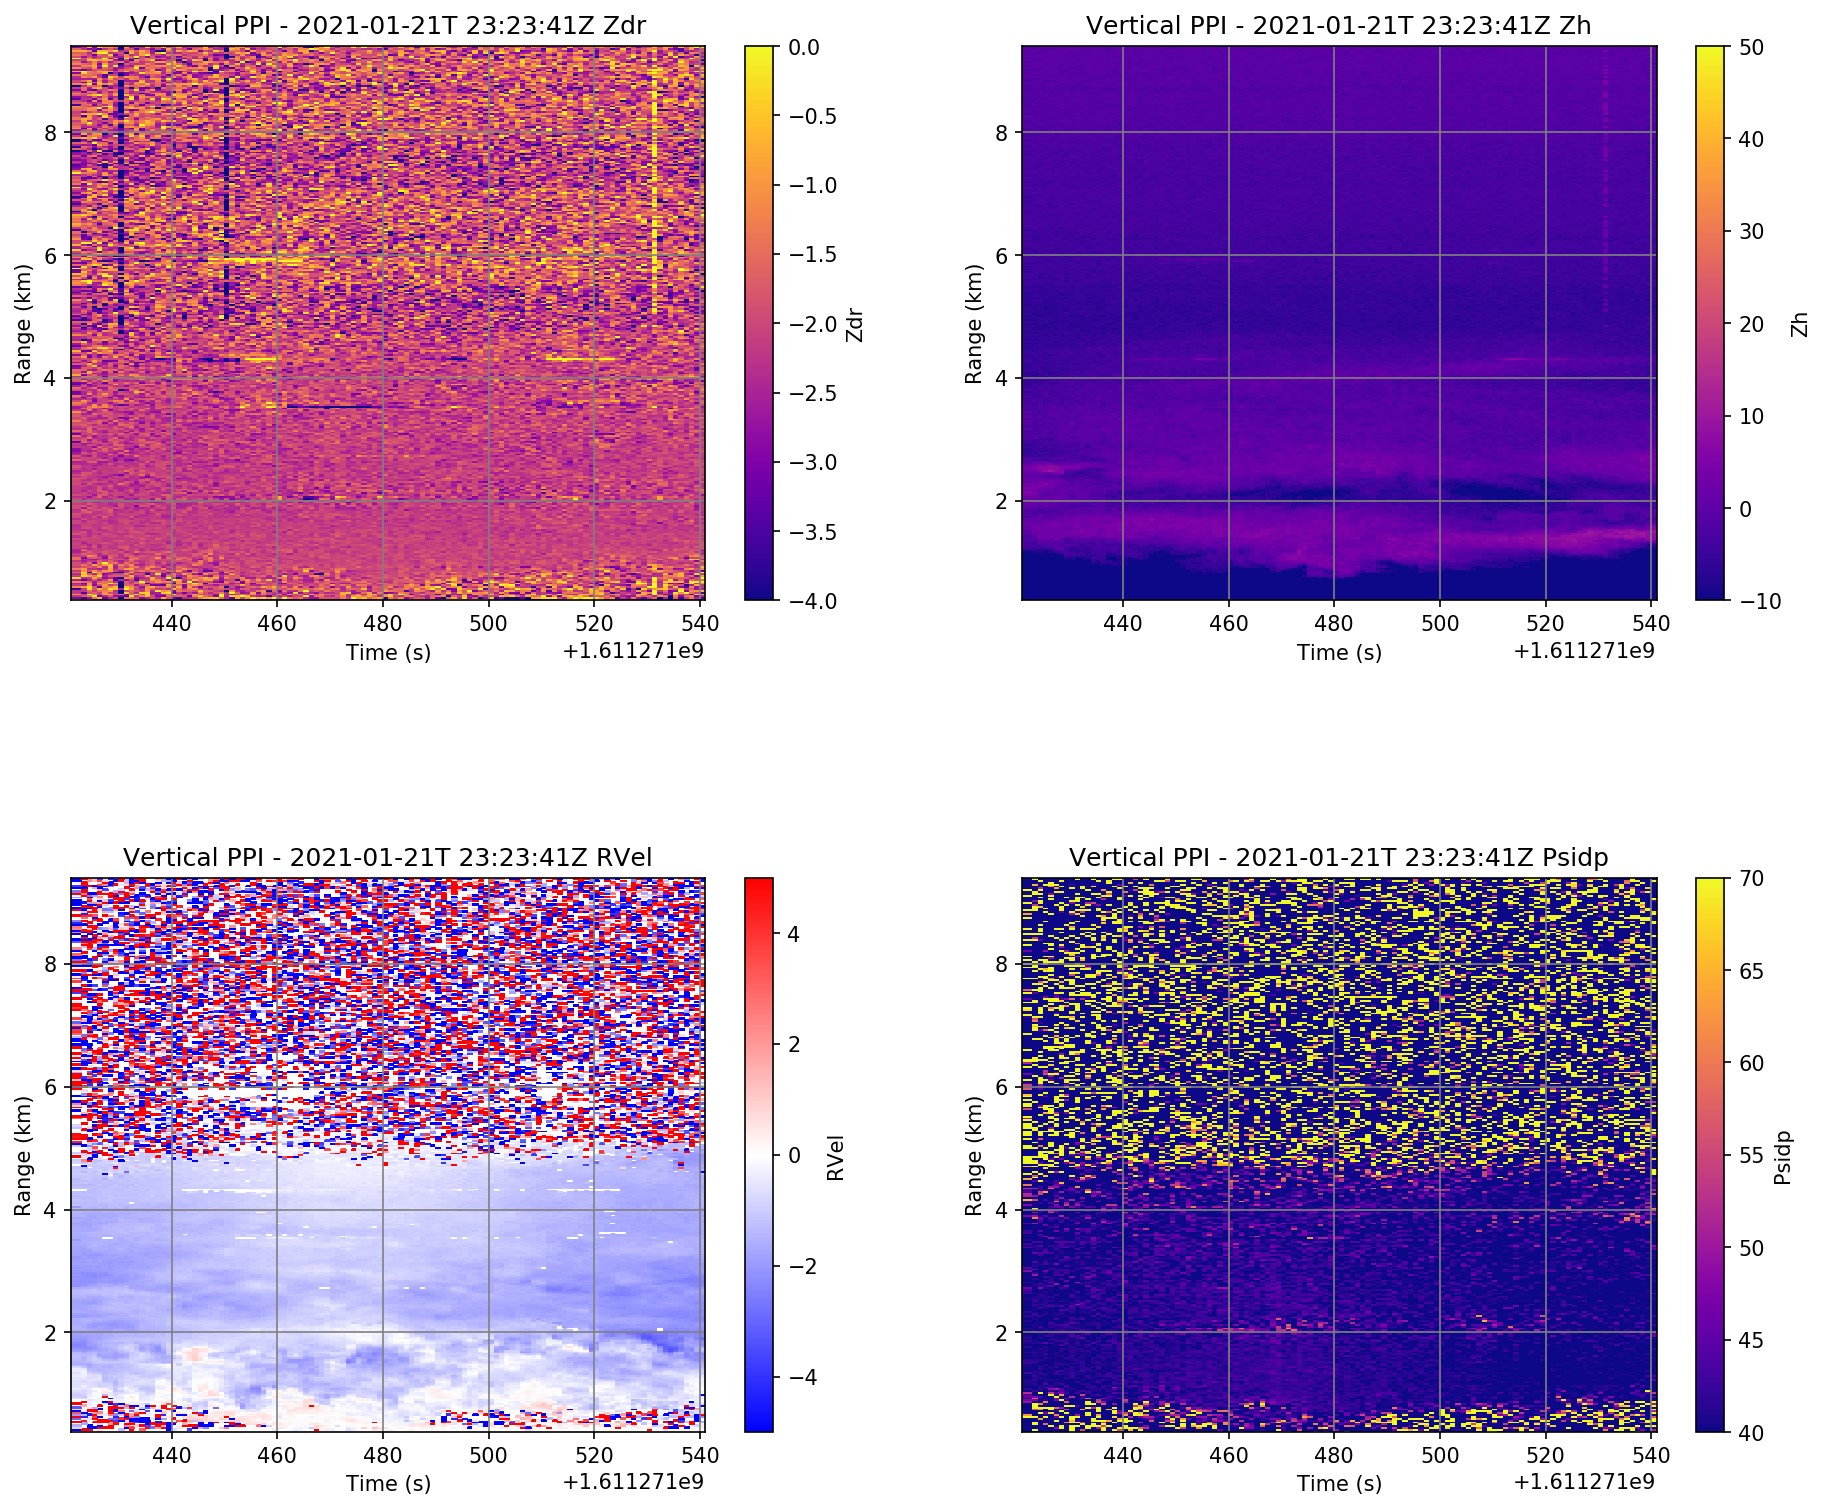 Vertical PPI - 2021-01-21T 23:23:41Z Zdr
Range (km)
8
6
4
2
440 460 480 500 520 540
Time (s)
+1.611271e9
0.0
−0.5
−1.0
−1.5
−2.0
−2.5
−3.0
−3.5
−4.0
Zdr
Vertical PPI - 2021-01-21T 23:23:41Z Zh
Range (km)
8
6
4
2
440 460 480 500 520 540
Time (s)
+1.611271e9
50
40
30
20
10
0
−10
Zh
Vertical PPI - 2021-01-21T 23:23:41Z RVel
Range (km)
8
6
4
2
440 460 480 500 520 540
Time (s)
+1.611271e9
4
2
0
−2
−4
RVel
Vertical PPI - 2021-01-21T 23:23:41Z Psidp
Range (km)
8
6
4
2
440 460 480 500 520 540
Time (s)
+1.611271e9
70
65
60
55
50
45
40
Psidp